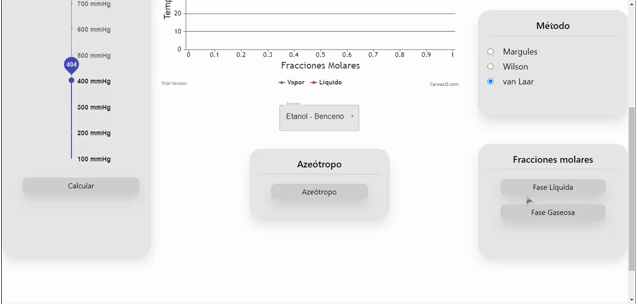 700 mmHg
600 mmHg
500 mmHg
404
400 mmHg
300 mmHg
200 mmHg
100 mmHg
Calcular
Temp
20
10
0
0
0.1
0.2
0.3
0.4
0.5
0.6
0.7
0.8
0.9
1
Fracciones Molares
Vapor
Líquido
Trial Version
CanvasJS.com
Etanol - Benceno
Azeótropo
Azeótropo
Método
Margules
Wilson
van Laar
Fracciones molares
Fase Líquida
Fase Gaseosa